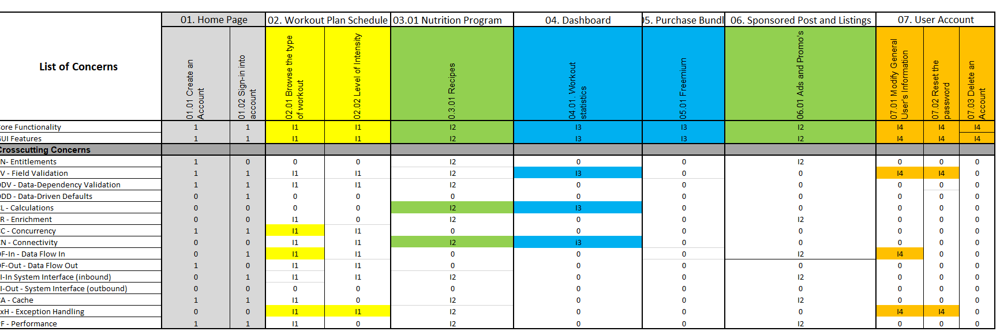 01. Home Page 02. Workout Plan Schedule 03.01 Nutrition Program 04. Dashboard 5. Purchase Bundl 06. Sponsored Post and Listings 07. User Account
List of Concerns
01.01 Create an
Account
01.02 Sign-in into
account
02.01 Browse the type
of workout
02.02 Level of Intensity
0.3.01 Recipes
04.01. Workout
statistics
05.01 Freemium
06.01 Ads and Promo's
07.01 Modify General
User's Information
07.02 Reset the
password
07.03 Delete an
Account
ore Functionality 1 1 I1 I1 I2 I3 I3 I2 I4 I4 I4
UI Features 1 1 I1 I1 I2 I3 I3 I2 I4 I4 I4
Crosscutting Concerns
N- Entitlements 1 0 0 0 I2 0 0 I2 0 0 0
V - Field Validation 1 1 I1 I1 I2 I3 0 0 I4 I4 0
DV - Data-Dependency Validation 1 1 I1 I1 I2 0 0 0 0 0 0
DD - Data-Driven Defaults 0 1 0 0 0 0 0 0 0 0 0
L - Calculations 0 0 0 0 I2 I3 0 0 0 0 0
R - Enrichment 0 0 I1 0 I2 0 0 I2 0 0 0
C - Concurrency 1 1 I1 I1 0 0 0 0 0 0 0
N - Connectivity 0 0 I1 I1 I2 i3 0 0 0 0 0
F-In - Data Flow In 0 1 I1 I1 0 0 0 I2 I4 0 0
F-Out - Data Flow Out 1 0 I1 I1 0 0 0 0 0 0 0
I-In System Interface (inbound) 0 1 I1 I1 I2 0 0 I2 0 0 0
I-Out - System Interface (outbound) 0 0 0 0 0 0 0 0 0 0 0
A - Cache 1 1 I1 0 I2 0 0 I2 0 0 0
xH - Exception Handling 0 0 I1 I1 I2 0 0 0 I4 I4 0
F - Performance 1 1 I1 0 I2 0 0 I2 0 0 0